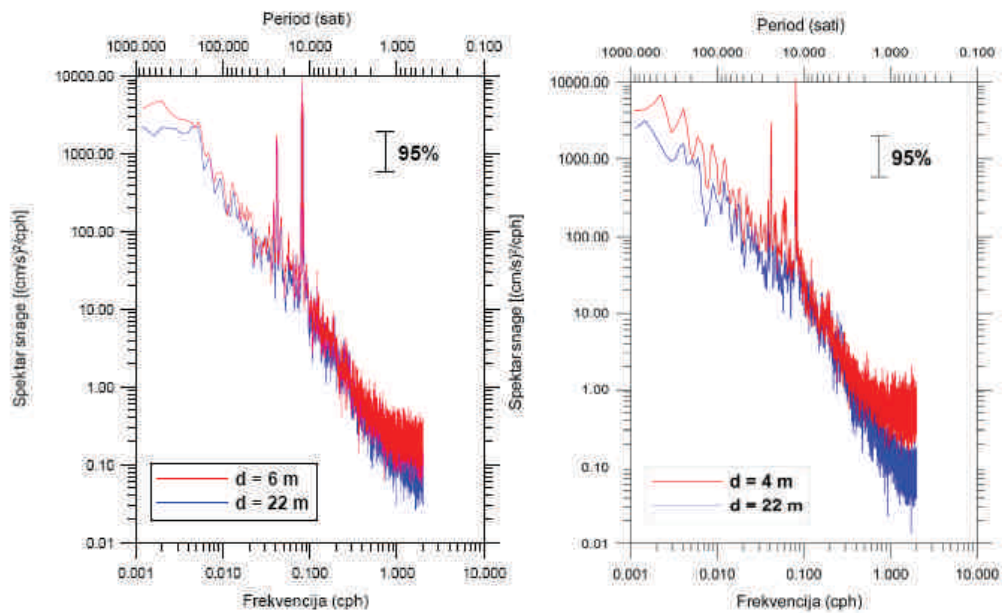 Period (sati)
1000.000 100.000 10.000 1.000 0.100
10000.00
1000.00
100.00
10.00
1.00
0.10
0.01
Spektar snage [(cm/s)²/cph]
95%
d = 6 m
d = 22 m
0.001 0.010 0.100 1.000 10.000
Frekvencija (cph)
Period (sati)
1000.000 100.000 10.000 1.000 0.100
10000.00
1000.00
100.00
10.00
1.00
0.10
0.01
Spektar snage [(cm/s)²/cph]
95%
d = 4 m
d = 22 m
0.001 0.010 0.100 1.000 10.000
Frekvencija (cph)